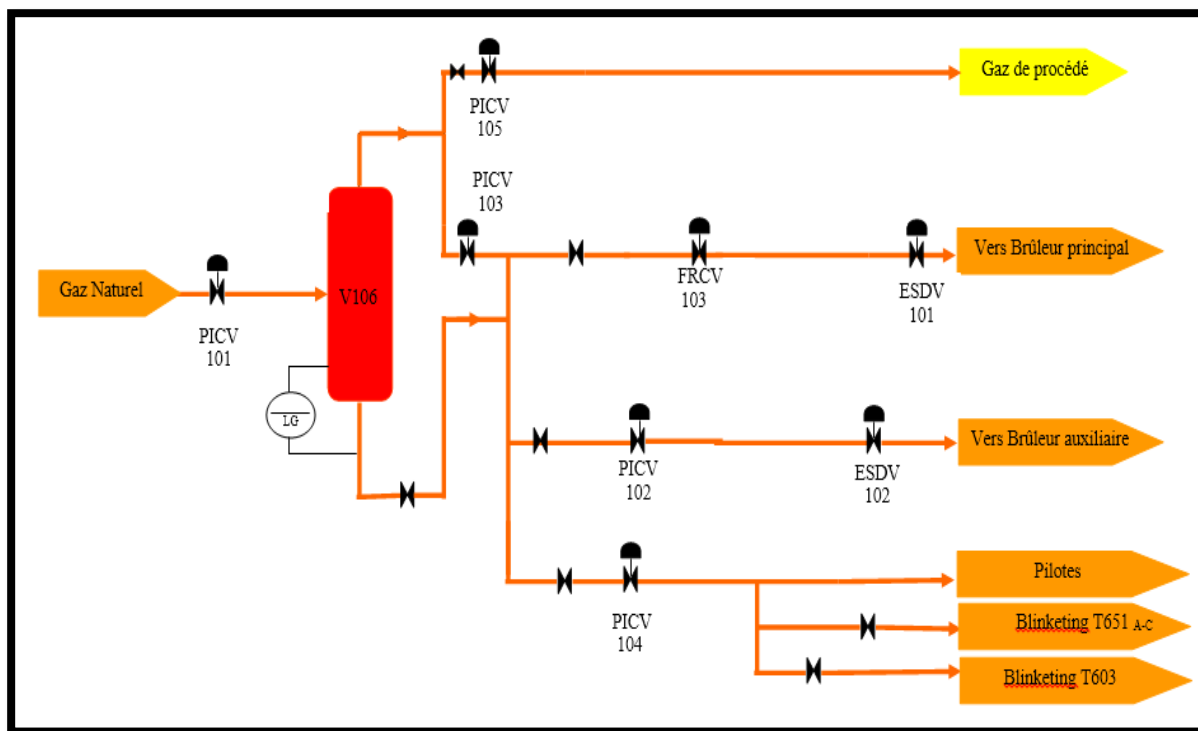 Gaz de procédé
PICV
105
PICV
103
Vers Brûleur principal
FRCV
103
ESDV
101
Gaz Naturel
V106
PICV
101
LG
Vers Brûleur auxiliaire
PICV
102
ESDV
102
Pilotes
PICV
104
Blinketing T651 A-C
Blinketing T603